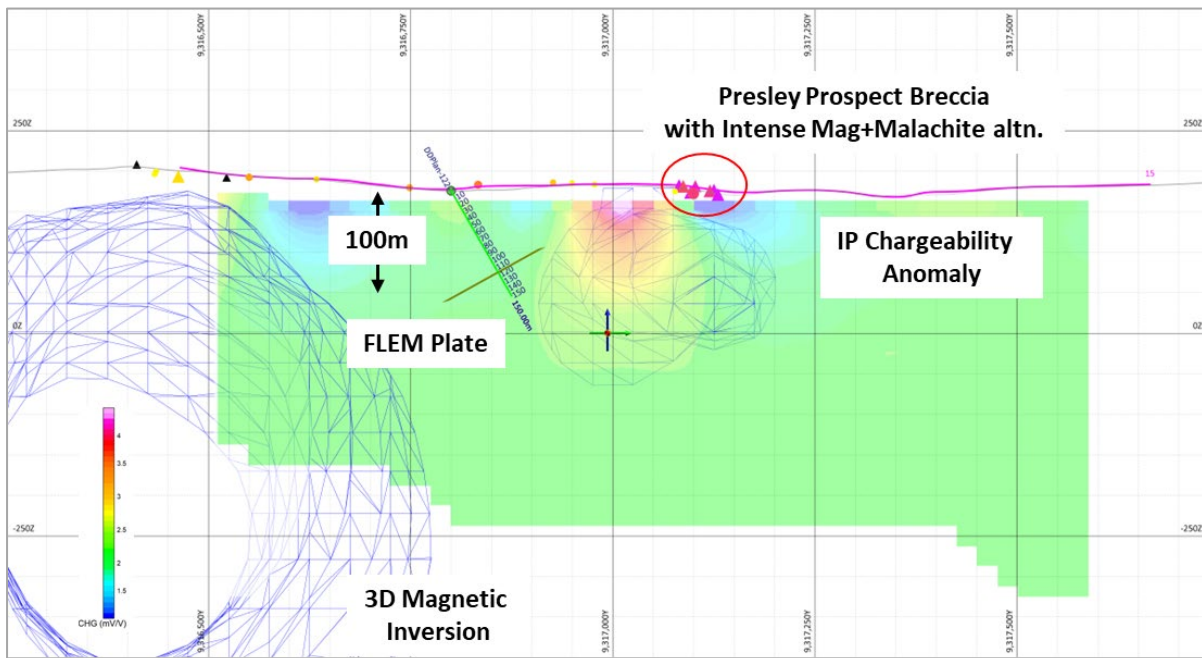 9,316,500Y
9,316,750Y
9,317,000Y
9,317,250Y
9,317,500Y
Presley Prospect Breccia
with Intense Mag+Malachite altn.
250Z
250Z
15
100m
IP Chargeability
Anomaly
150.00m
0Z
0Z
FLEM Plate
4
3.5
3
2.5
2
1.5
CHG (mV/V)
-250Z
-250Z
3D Magnetic
Inversion
9,316,500Y
9,316,750Y
9,317,000Y
9,317,250Y
9,317,500Y